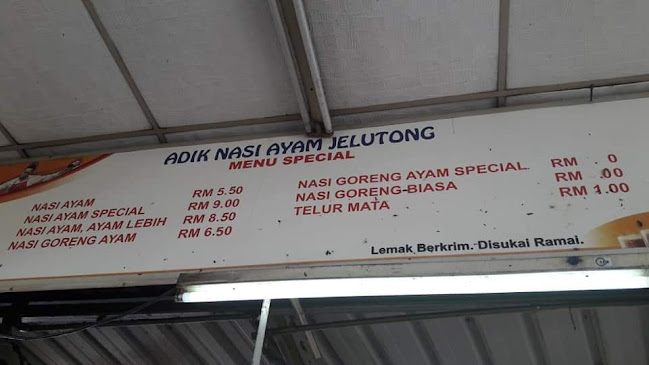 ADIK NASI AYAM JELUTONG
MENU SPECIAL
NASI AYAM RM 5.50
NASI AYAM SPECIAL RM 9.00
NASI AYAM, AYAM LEBIH RM 8.50
NASI GORENG AYAM RM 6.50
NASI GORENG AYAM SPECIAL RM 0
NASI GORENG-BIASA RM .00
TELUR MATA RM 1.00
Lemak Berkrim. Disukai Ramai.